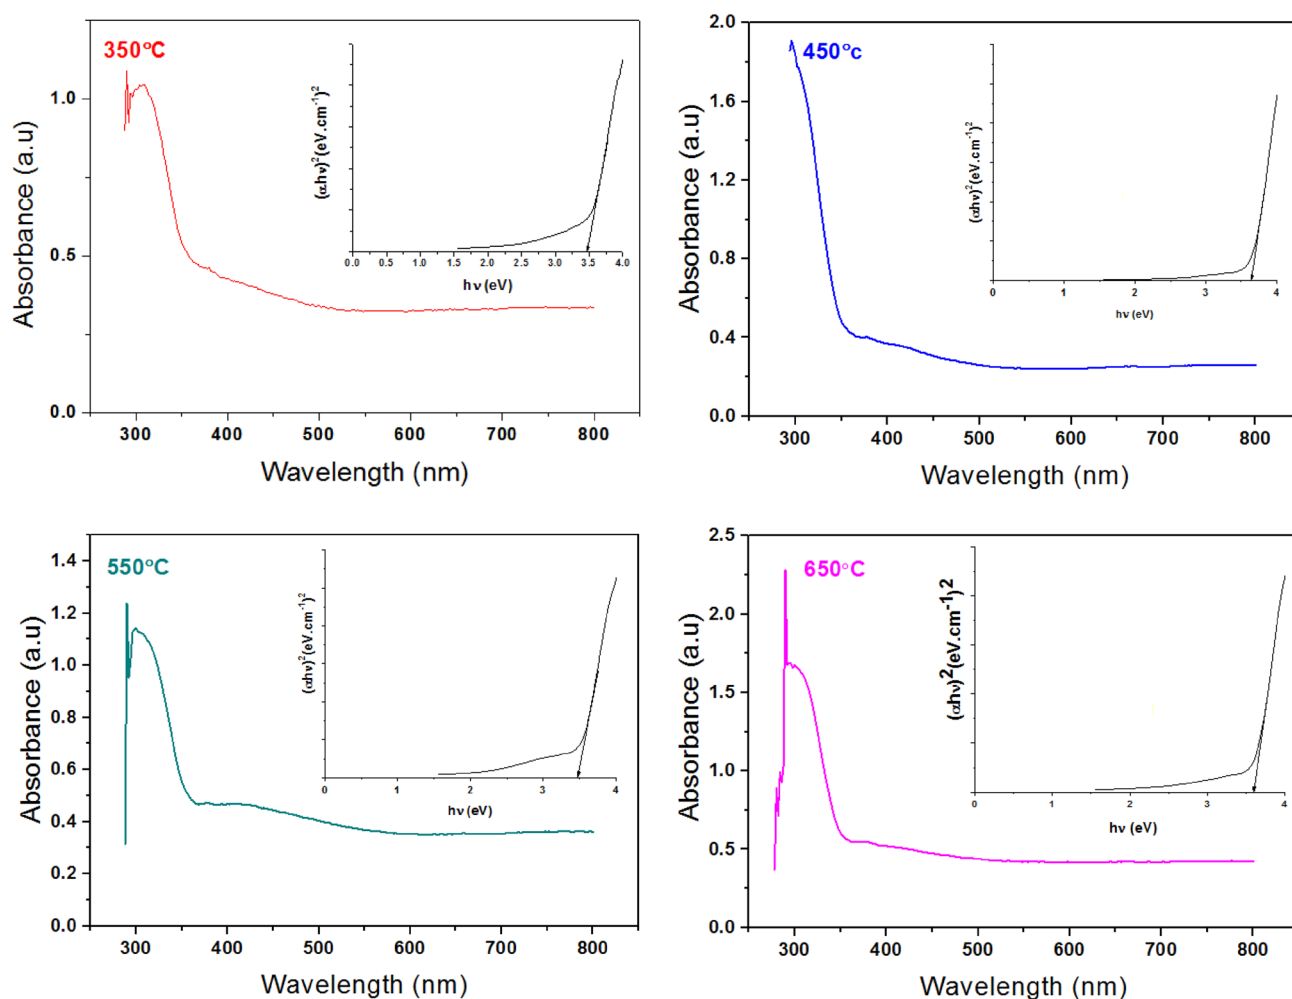 350°C
Absorbance (a.u)
1.0
0.5
0.0
300 400 500 600 700 800
Wavelength (nm)
(αhν)²(eV.cm⁻¹)²
0.0 0.5 1.0 1.5 2.0 2.5 3.0 3.5 4.0
hν (eV)
450°c
Absorbance (a.u)
2.0
1.6
1.2
0.8
0.4
0.0
300 400 500 600 700 800
Wavelength (nm)
(αhν)²(eV.cm⁻¹)²
0 1 2 3 4
hν (eV)
550°C
Absorbance (a.u)
1.4
1.2
1.0
0.8
0.6
0.4
0.2
0.0
300 400 500 600 700 800
Wavelength (nm)
(αhν)²(eV.cm⁻¹)²
0 1 2 3 4
hν (eV)
650°C
Absorbance (a.u)
2.5
2.0
1.5
1.0
0.5
0.0
300 400 500 600 700 800
Wavelength (nm)
(αhν)²(eV.cm⁻¹)2
0 1 2 3 4
hν (eV)